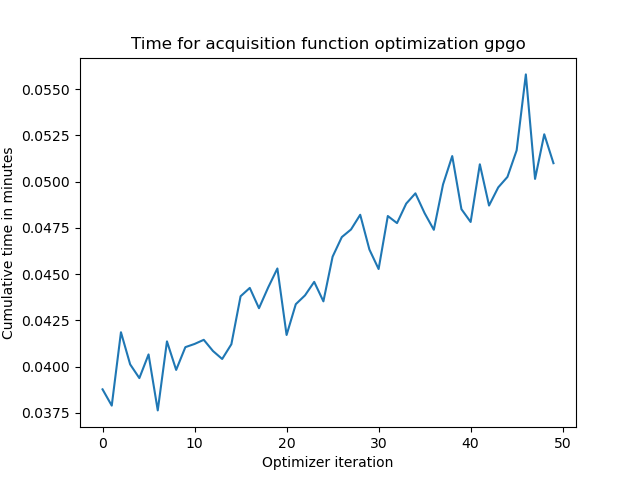 Time for acquisition function optimization gpgo
Cumulative time in minutes
0.0550
0.0525
0.0500
0.0475
0.0450
0.0425
0.0400
0.0375
0 10 20 30 40 50
Optimizer iteration